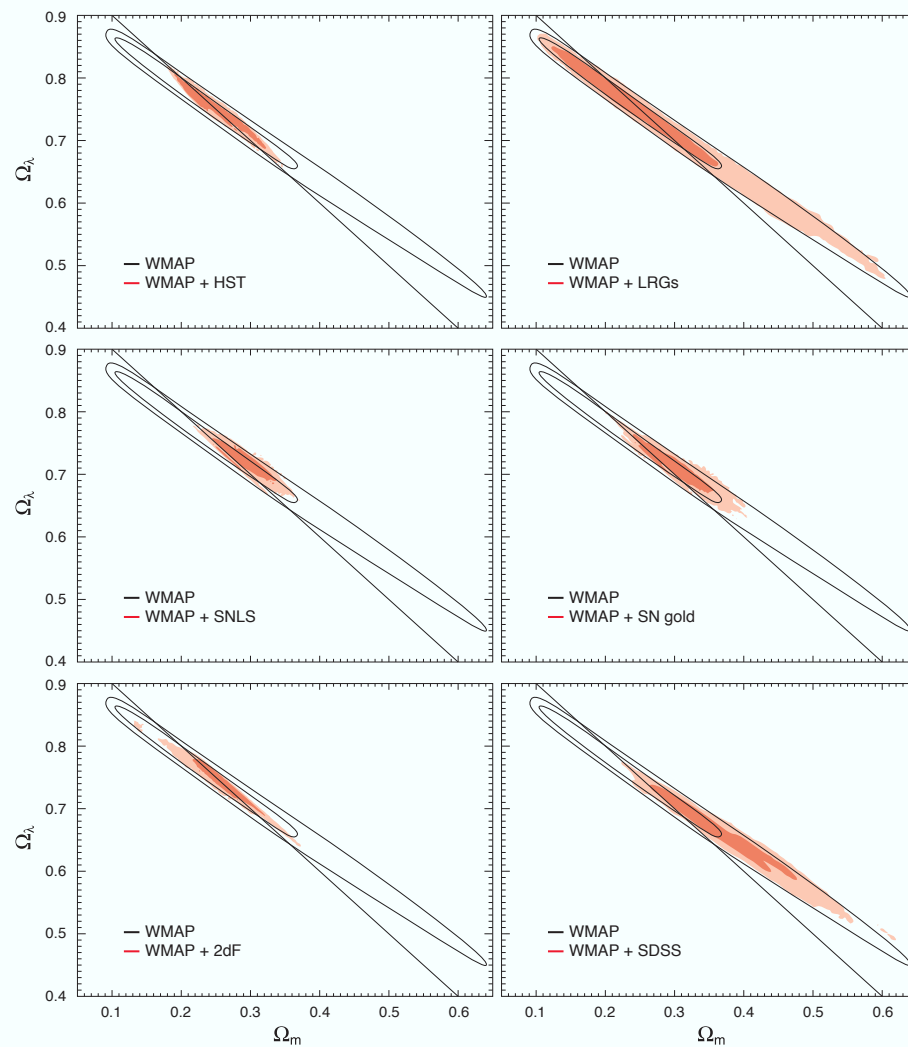 0.9
0.8
0.7
0.6
0.5
0.4
Ωλ
WMAP
WMAP + HST
WMAP
WMAP + LRGs
0.9
0.8
0.7
0.6
0.5
0.4
Ωλ
WMAP
WMAP + SNLS
WMAP
WMAP + SN gold
0.9
0.8
0.7
0.6
0.5
0.4
Ωλ
WMAP
WMAP + 2dF
WMAP
WMAP + SDSS
0.1 0.2 0.3 0.4 0.5 0.6 0.1 0.2 0.3 0.4 0.5 0.6
Ωm Ωm